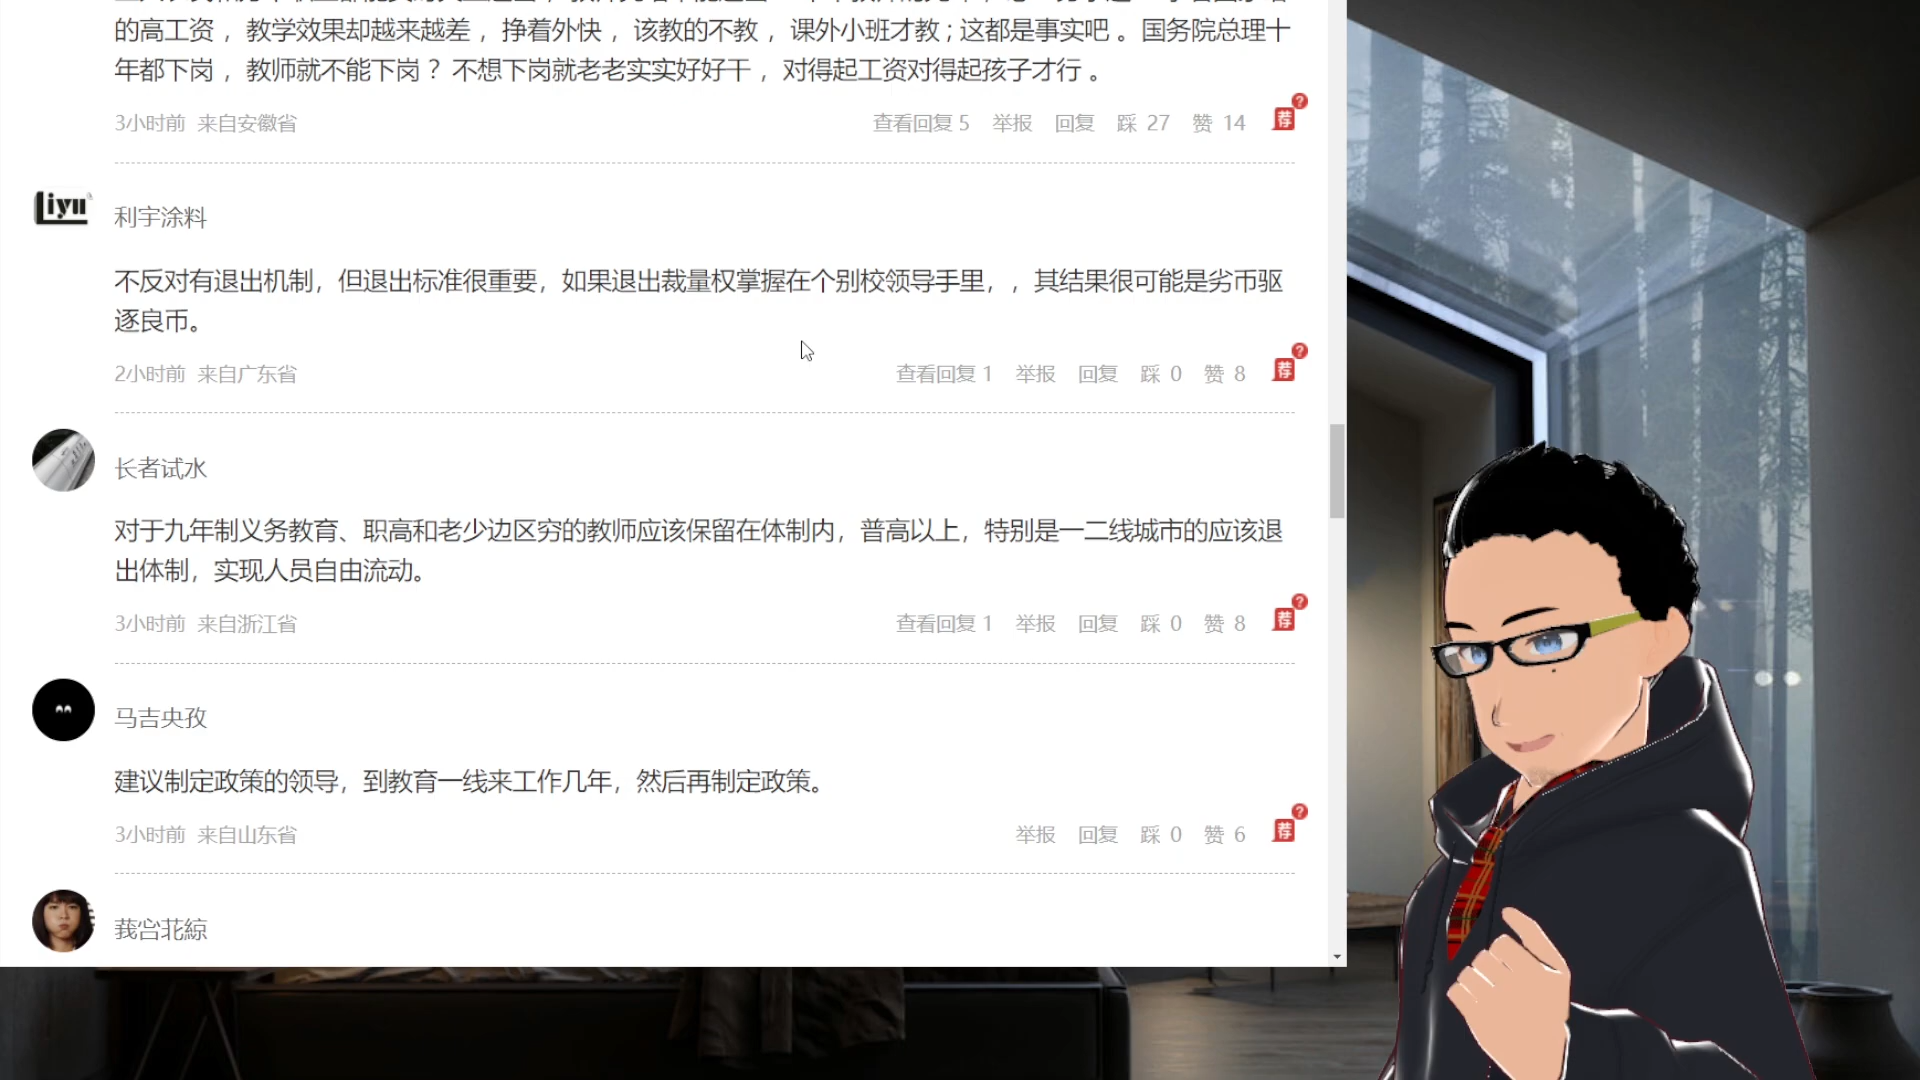 的高工资 ，教学效果却越来越差 ，挣着外快 ，该教的不教 ，课外小班才教 ; 这都是事实吧 。国务院总理十
年都下岗 ，教师就不能下岗 ？不想下岗就老老实实好好干 ，对得起工资对得起孩子才行 。
3小时前 来自安徽省 查看回复 5 举报 回复 踩 27 赞 14 荐 ?
Liyu 利宇涂料
不反对有退出机制，但退出标准很重要，如果退出裁量权掌握在个别校领导手里，，其结果很可能是劣币驱
逐良币。
2小时前 来自广东省 查看回复 1 举报 回复 踩 0 赞 8 荐 ?
长者试水
对于九年制义务教育、职高和老少边区穷的教师应该保留在体制内，普高以上，特别是一二线城市的应该退
出体制，实现人员自由流动。
3小时前 来自浙江省 查看回复 1 举报 回复 踩 0 赞 8 荐 ?
马吉央孜
建议制定政策的领导，到教育一线来工作几年，然后再制定政策。
3小时前 来自山东省 举报 回复 踩 0 赞 6 荐 ?